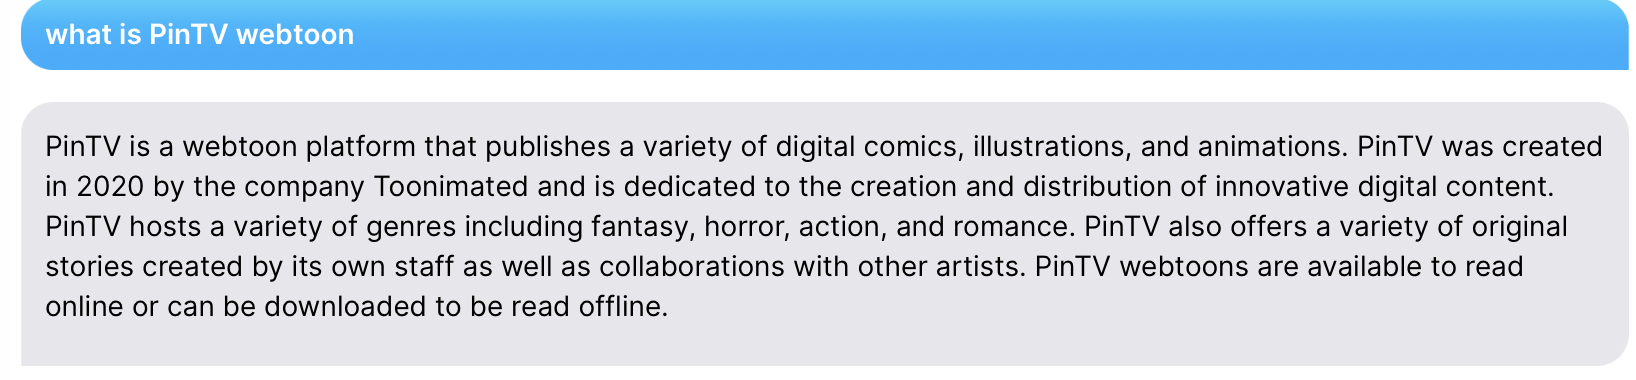 what is PinTV webtoon
PinTV is a webtoon platform that publishes a variety of digital comics, illustrations, and animations. PinTV was created
in 2020 by the company Toonimated and is dedicated to the creation and distribution of innovative digital content.
PinTV hosts a variety of genres including fantasy, horror, action, and romance. PinTV also offers a variety of original
stories created by its own staff as well as collaborations with other artists. PinTV webtoons are available to read
online or can be downloaded to be read offline.